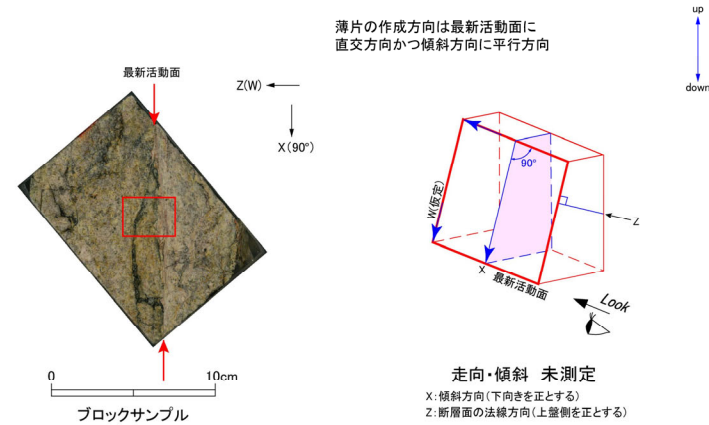 薄片の作成方向は最新活動面に
直交方向かつ傾斜方向に平行方向
up
down
最新活動面
Z(W)
X(90°)
90°
W(仮定)
Z
X
最新活動面
Look
0
10cm
ブロックサンプル
走向・傾斜 未測定
X:傾斜方向(下向きを正とする)
Z:断層面の法線方向(上盤側を正とする)